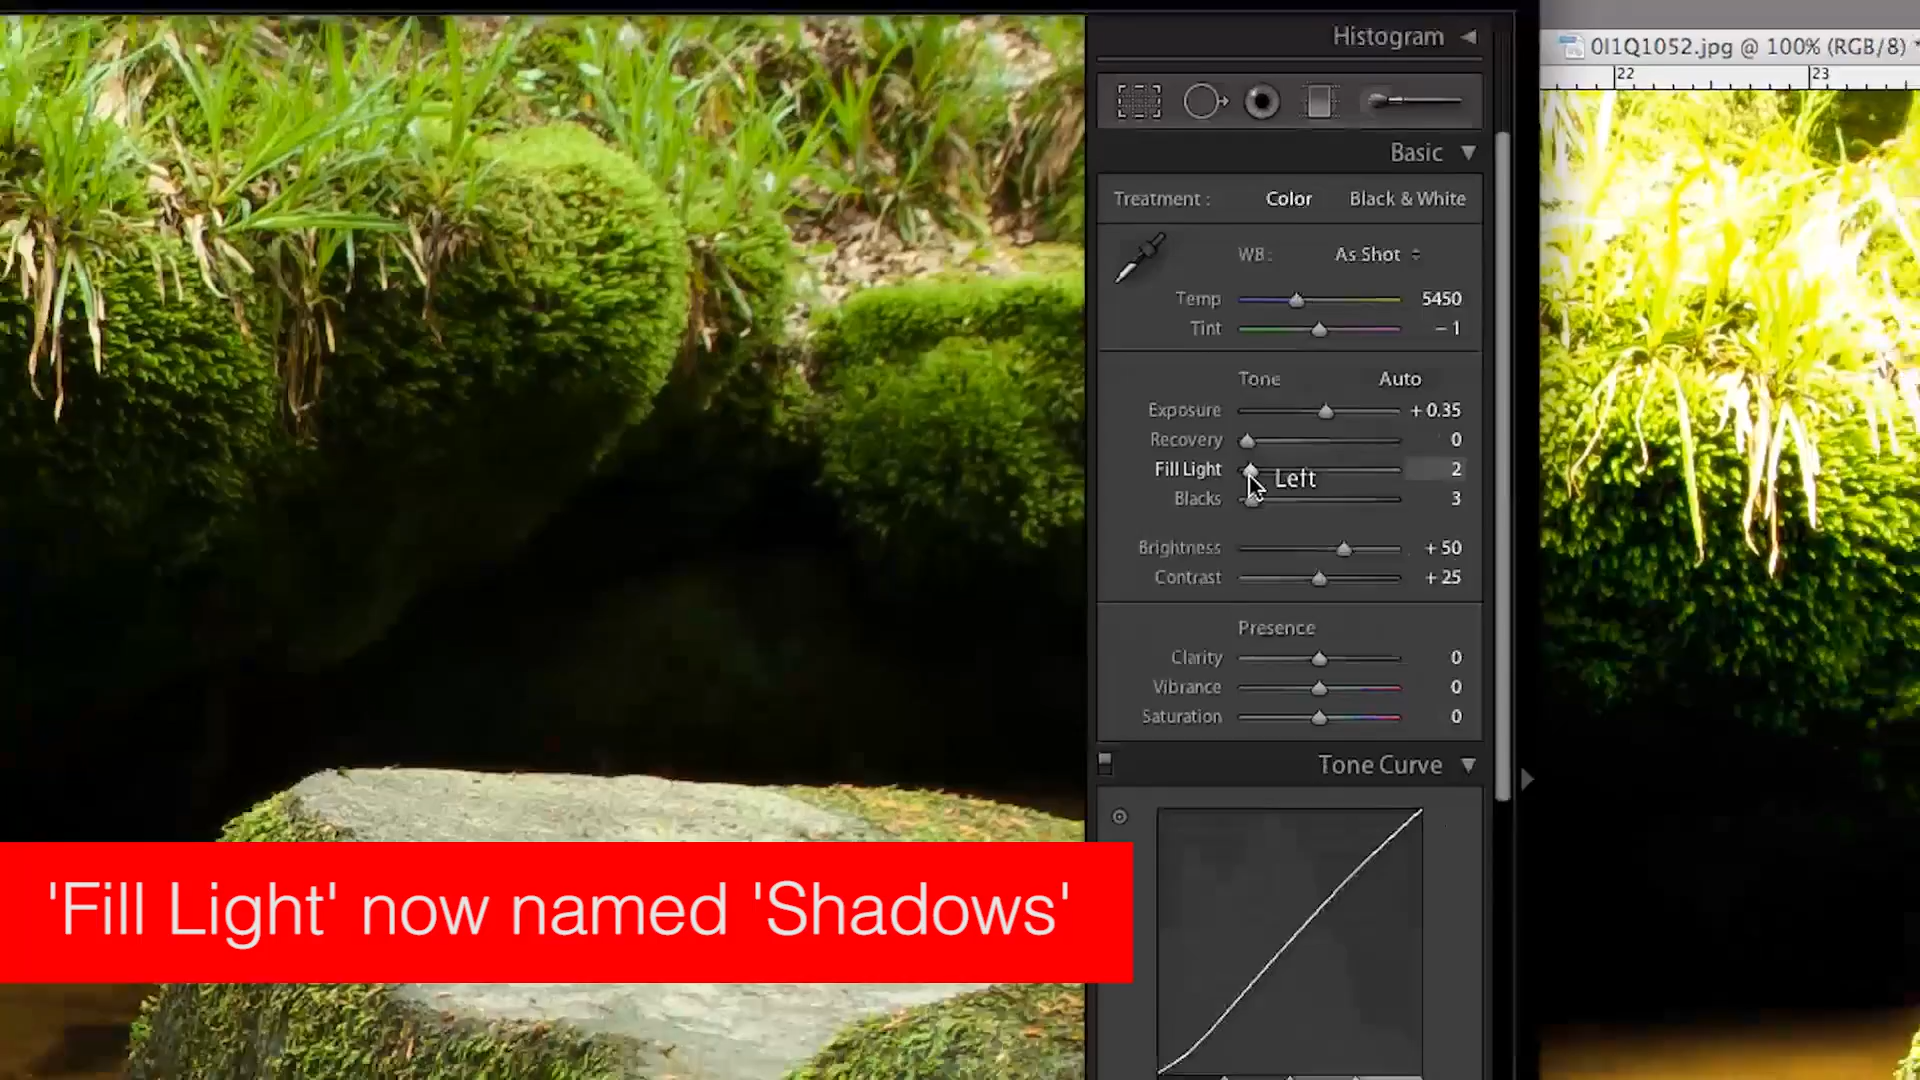 Histogram
0I1Q1052.jpg @ 100% (RGB/8)
22 23
Basic
Treatment : Color Black & White
WB: As Shot
Temp 5450
Tint – 1
Tone Auto
Exposure + 0.35
Recovery 0
Fill Light 2
Left
Blacks 3
Brightness + 50
Contrast + 25
Presence
Clarity 0
Vibrance 0
Saturation 0
Tone Curve
'Fill Light' now named 'Shadows'